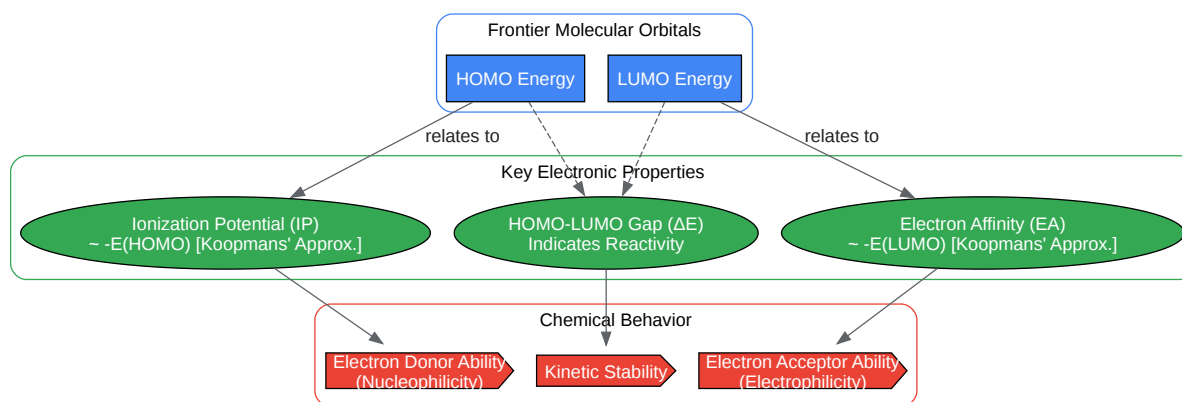 Frontier Molecular Orbitals
HOMO Energy
LUMO Energy
relates to
relates to
Key Electronic Properties
Ionization Potential (IP)
~ -E(HOMO) [Koopmans' Approx.]
HOMO-LUMO Gap (ΔE)
Indicates Reactivity
Electron Affinity (EA)
~ -E(LUMO) [Koopmans' Approx.]
Chemical Behavior
Electron Donor Ability
(Nucleophilicity)
Kinetic Stability
Electron Acceptor Ability
(Electrophilicity)